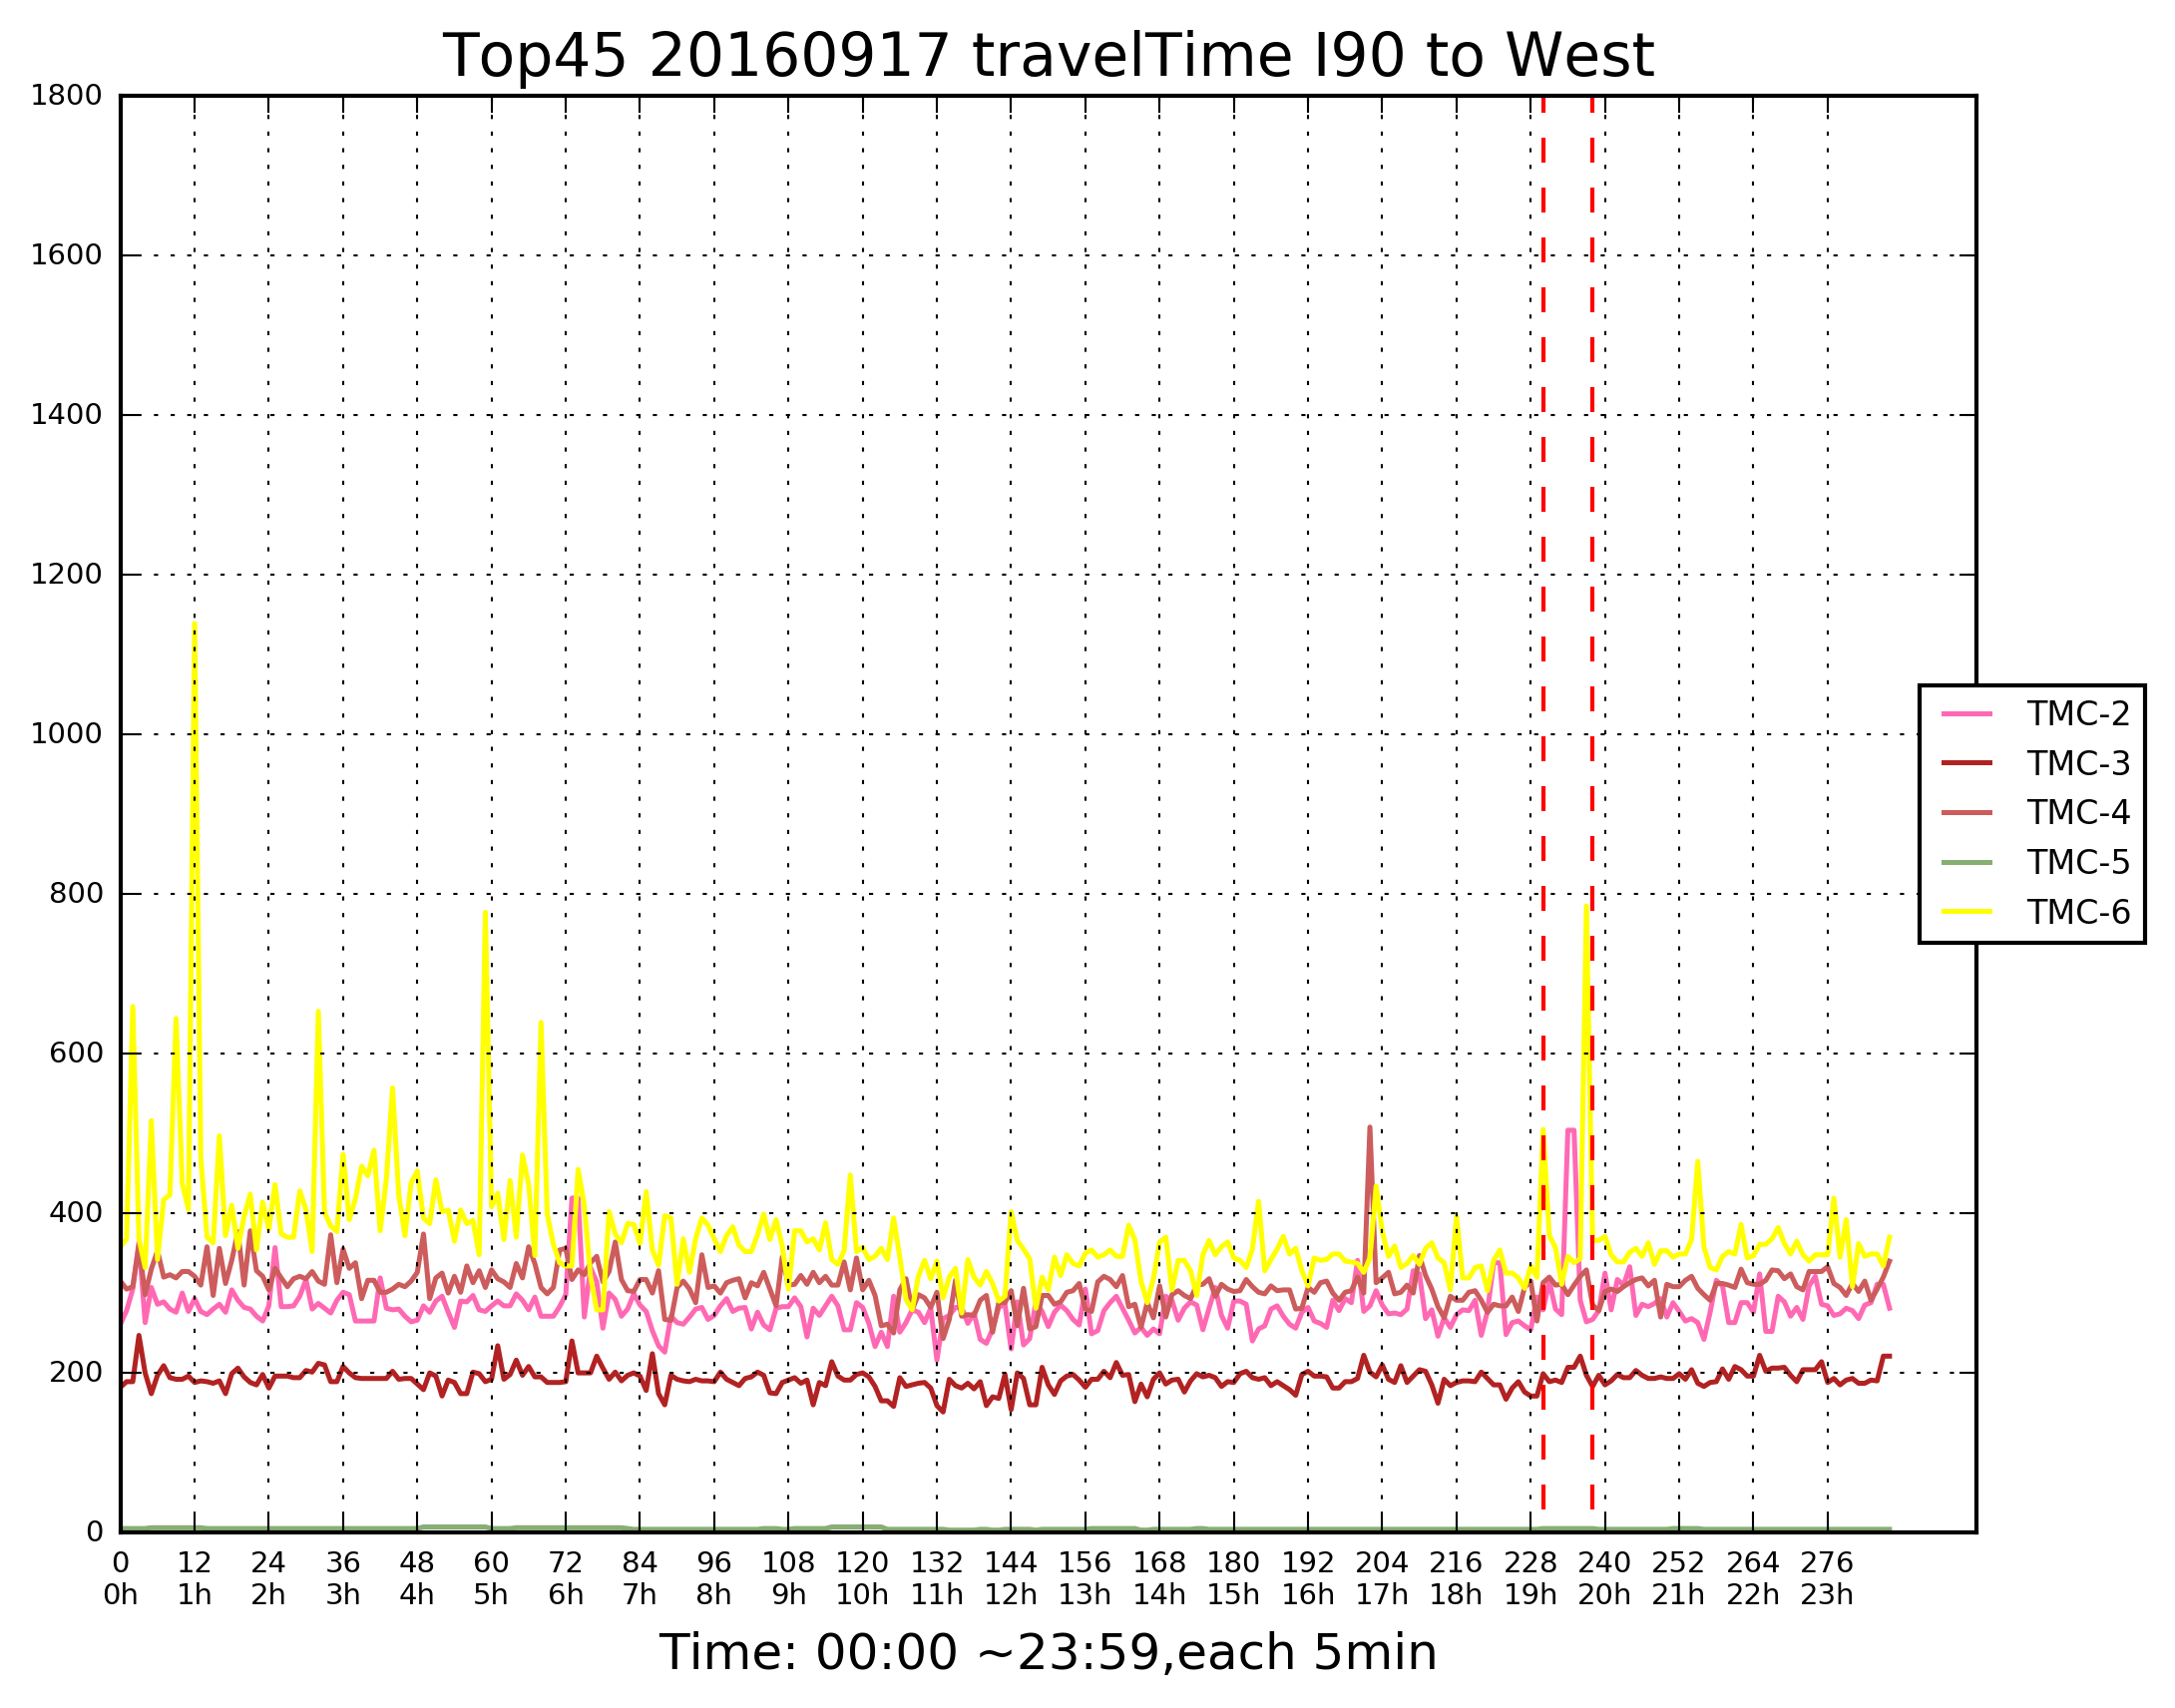 Top45 20160917 travelTime I90 to West
1800
1600
1400
1200
1000
800
600
400
200
0
TMC-2
TMC-3
TMC-4
TMC-5
TMC-6
0 12 24 36 48 60 72 84 96 108 120 132 144 156 168 180 192 204 216 228 240 252 264 276
0h 1h 2h 3h 4h 5h 6h 7h 8h 9h 10h 11h 12h 13h 14h 15h 16h 17h 18h 19h 20h 21h 22h 23h
Time: 00:00 ~23:59,each 5min